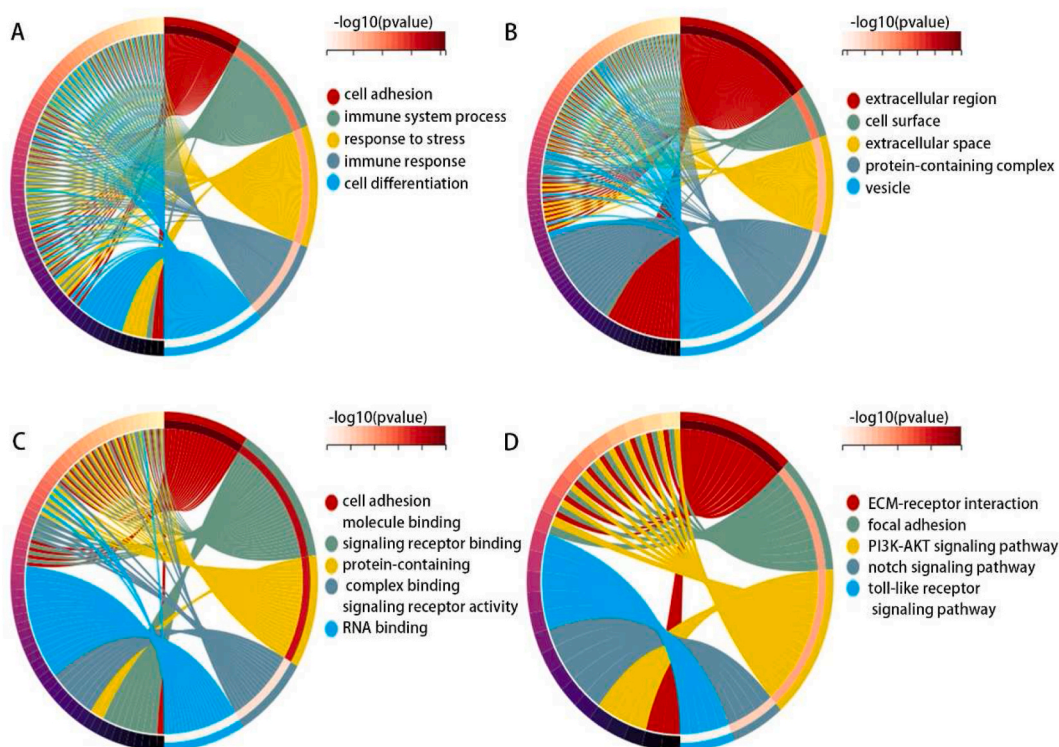 A
-log10(pvalue)
cell adhesion
immune system process
response to stress
immune response
cell differentiation
B
-log10(pvalue)
extracellular region
cell surface
extracellular space
protein-containing complex
vesicle
C
-log10(pvalue)
cell adhesion
molecule binding
signaling receptor binding
protein-containing
complex binding
signaling receptor activity
RNA binding
D
-log10(pvalue)
ECM-receptor interaction
focal adhesion
PI3K-AKT signaling pathway
notch signaling pathway
toll-like receptor
signaling pathway